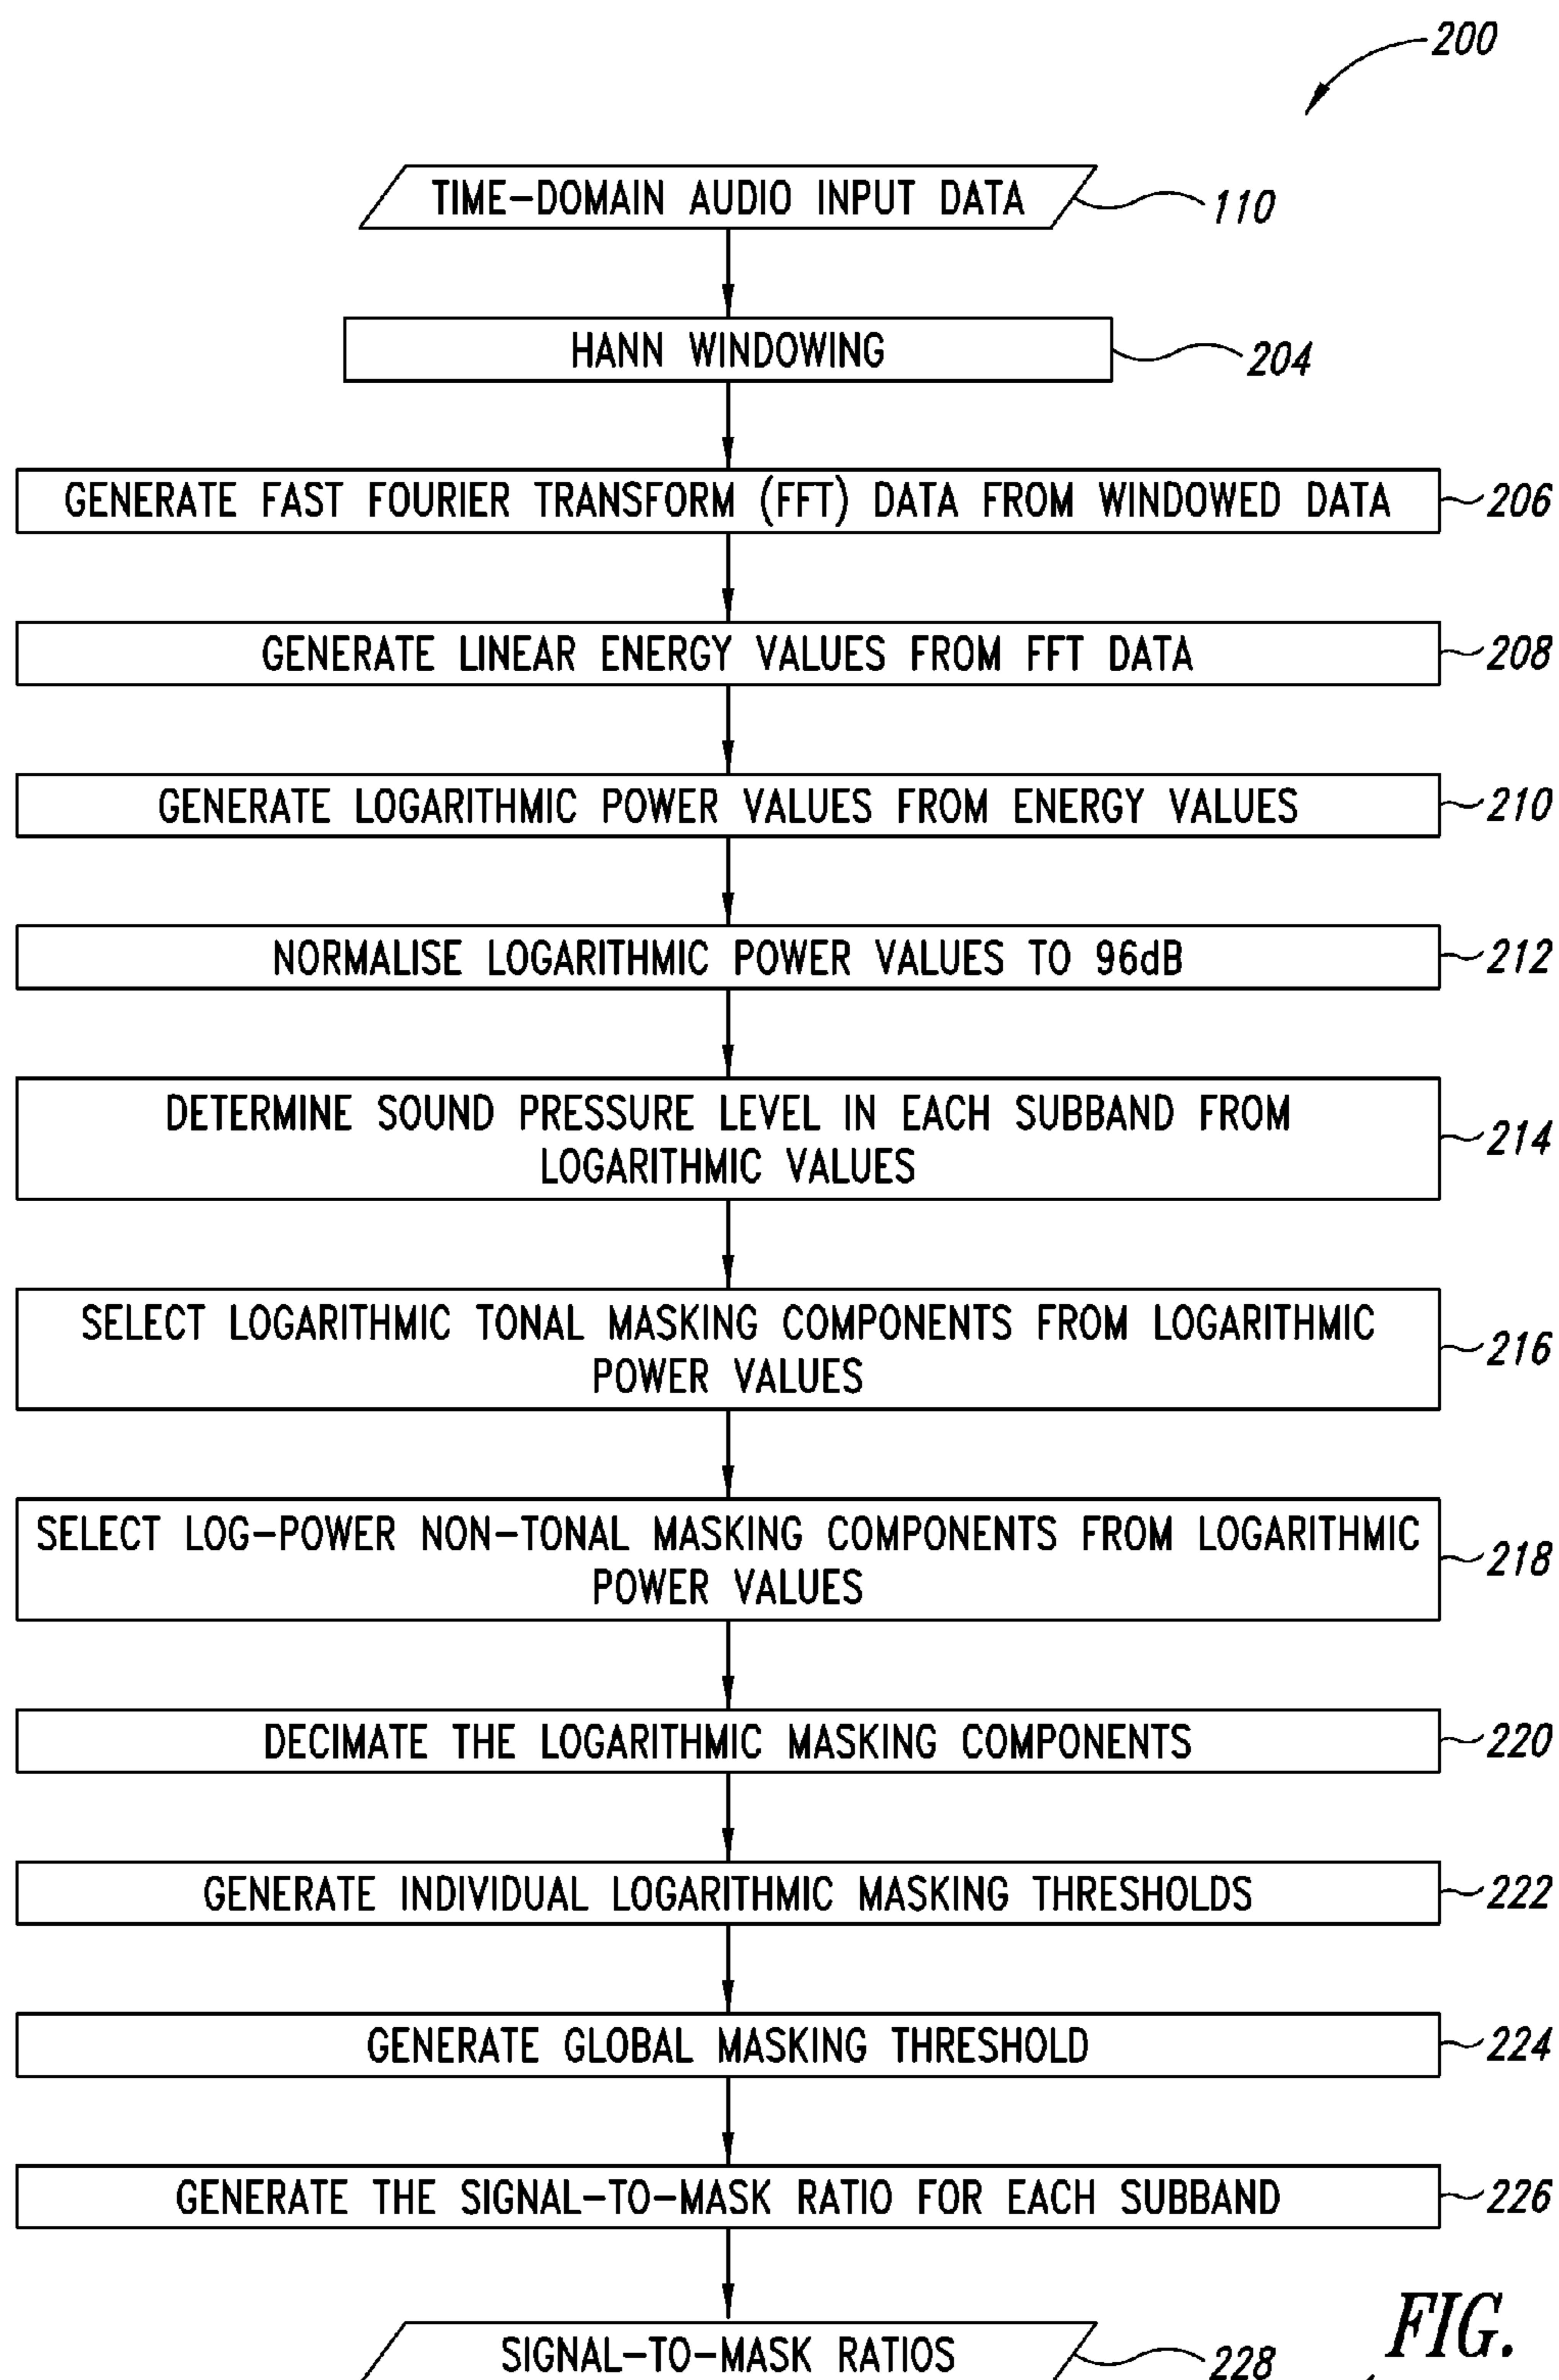 200
TIME-DOMAIN AUDIO INPUT DATA
110
HANN WINDOWING
204
GENERATE FAST FOURIER TRANSFORM (FFT) DATA FROM WINDOWED DATA
206
GENERATE LINEAR ENERGY VALUES FROM FFT DATA
208
GENERATE LOGARITHMIC POWER VALUES FROM ENERGY VALUES
210
NORMALISE LOGARITHMIC POWER VALUES TO 96dB
212
DETERMINE SOUND PRESSURE LEVEL IN EACH SUBBAND FROM
LOGARITHMIC VALUES
214
SELECT LOGARITHMIC TONAL MASKING COMPONENTS FROM LOGARITHMIC
POWER VALUES
216
SELECT LOG-POWER NON-TONAL MASKING COMPONENTS FROM LOGARITHMIC
POWER VALUES
218
DECIMATE THE LOGARITHMIC MASKING COMPONENTS
220
GENERATE INDIVIDUAL LOGARITHMIC MASKING THRESHOLDS
222
GENERATE GLOBAL MASKING THRESHOLD
224
GENERATE THE SIGNAL-TO-MASK RATIO FOR EACH SUBBAND
226
SIGNAL-TO-MASK RATIOS
228
FIG.